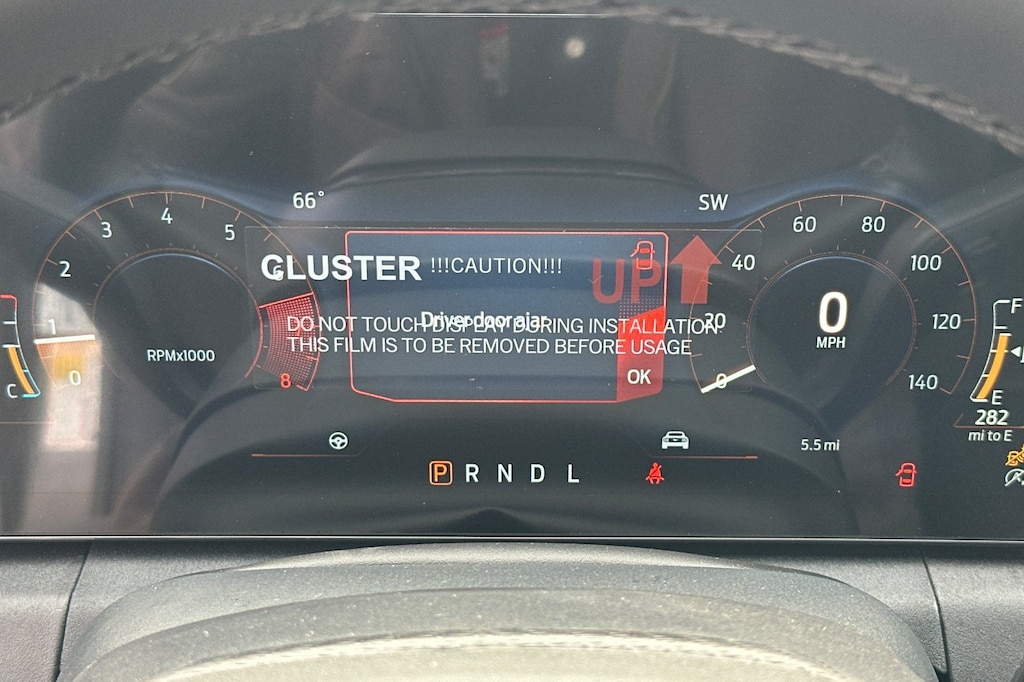 66°
SW
4
3
5
2
6
1
0
8
RPMx1000
C
CLUSTER !!!CAUTION!!!
UP
Driver door ajar
DO NOT TOUCH DISPLAY DURING INSTALLATION
THIS FILM IS TO BE REMOVED BEFORE USAGE
OK
60
80
40
100
20
120
0
140
0
MPH
F
E
282
mi to E
5.5 mi
P R N D L